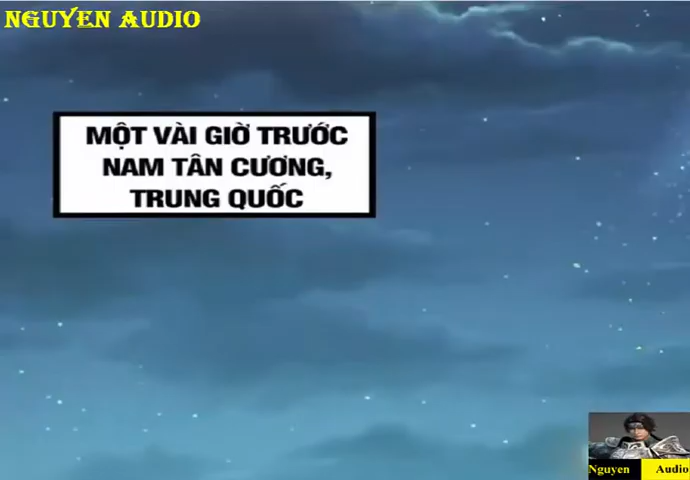 NGUYEN AUDIO
MỘT VÀI GIỜ TRƯỚC
NAM TÂN CƯƠNG,
TRUNG QUỐC
Nguyen Audio